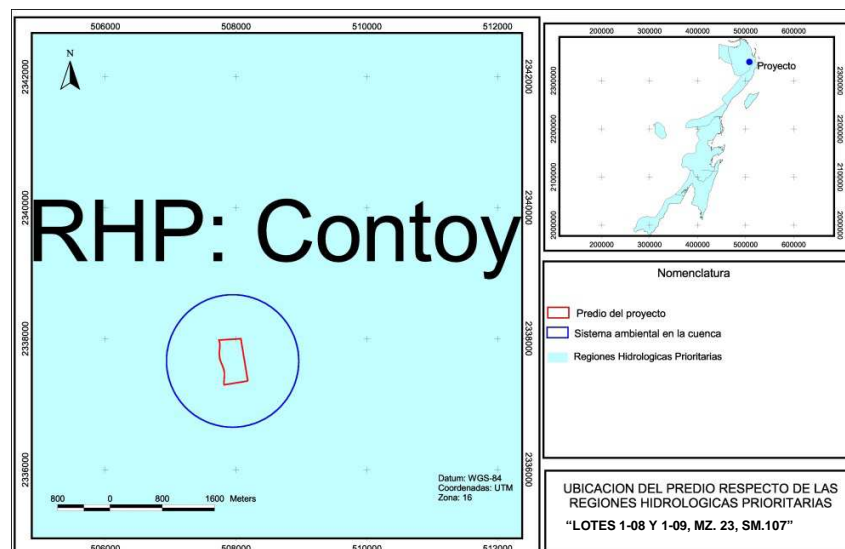 506000 508000 510000 512000
2342000 2342000
N
2340000 2340000
RHP: Contoy
2338000 2338000
2336000 2336000
800 0 800 1600 Meters
Datum: WGS-84
Coordenadas: UTM
Zona: 16
506000 508000 510000 512000
200000 300000 400000 500000 600000
Proyecto
2300000 2300000
2200000 2200000
2100000 2100000
2000000 2000000
200000 300000 400000 500000 600000
Nomenclatura
Predio del proyecto
Sistema ambiental en la cuenca
Regiones Hidrologicas Prioritarias
UBICACION DEL PREDIO RESPECTO DE LAS
REGIONES HIDROLOGICAS PRIORITARIAS
“LOTES 1-08 Y 1-09, MZ. 23, SM.107”